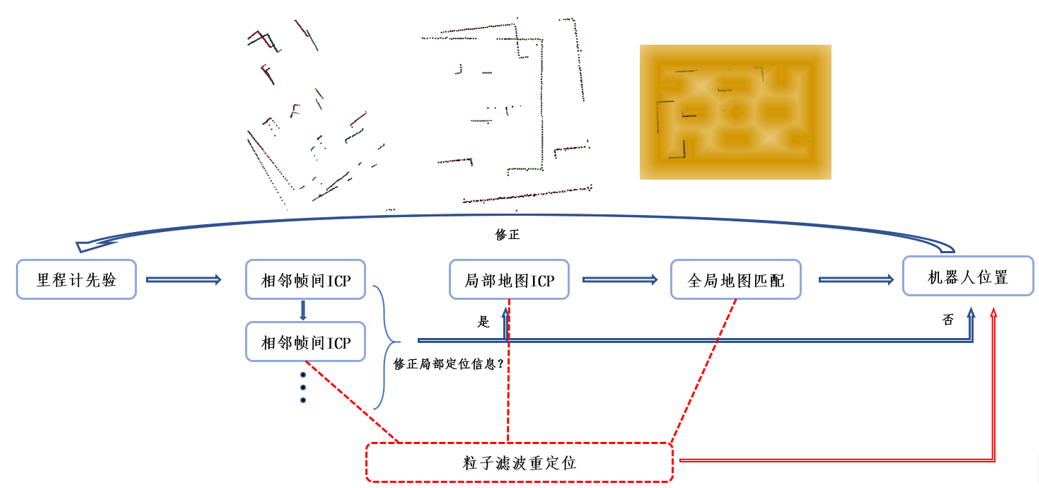 修正
里程计先验
相邻帧间ICP
局部地图ICP
全局地图匹配
机器人位置
是
否
相邻帧间ICP
修正局部定位信息?
粒子滤波重定位